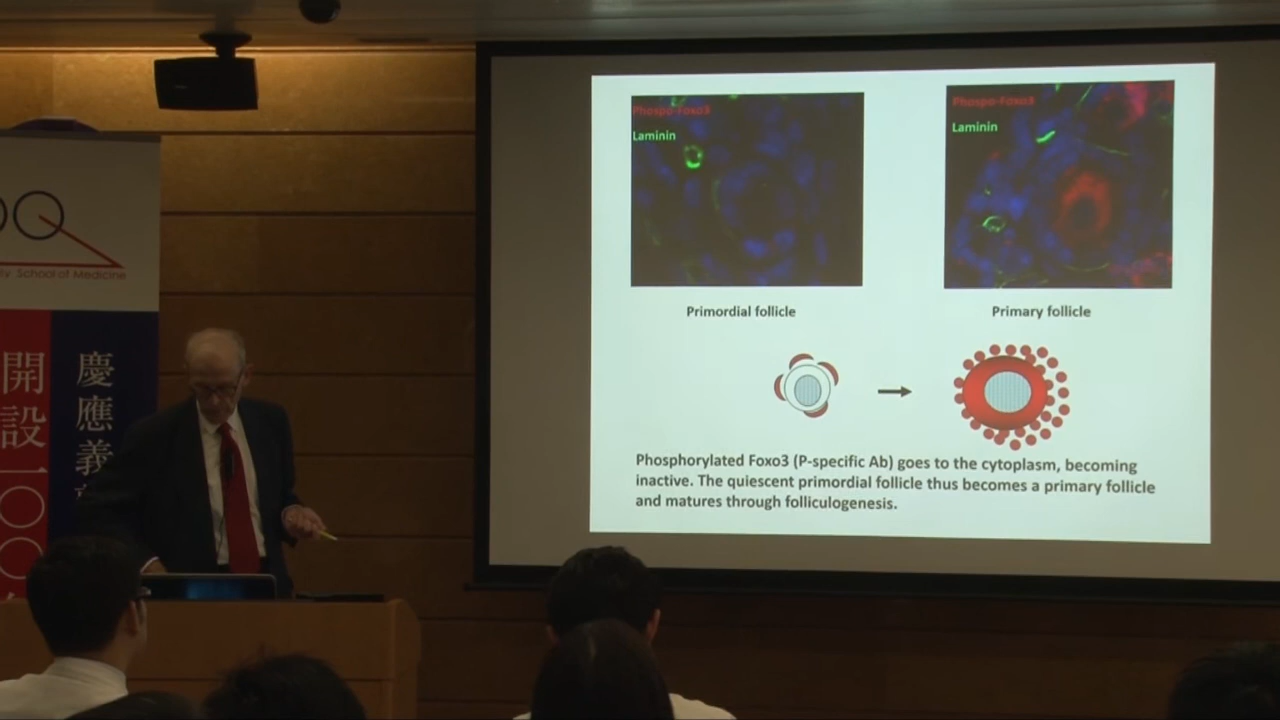 Phospo-Foxo3
Laminin
Phospo-Foxo3
Laminin
Primordial follicle
Primary follicle
Phosphorylated Foxo3 (P-specific Ab) goes to the cytoplasm, becoming
inactive. The quiescent primordial follicle thus becomes a primary follicle
and matures through folliculogenesis.
School of Medicine
慶應義
開設一〇〇